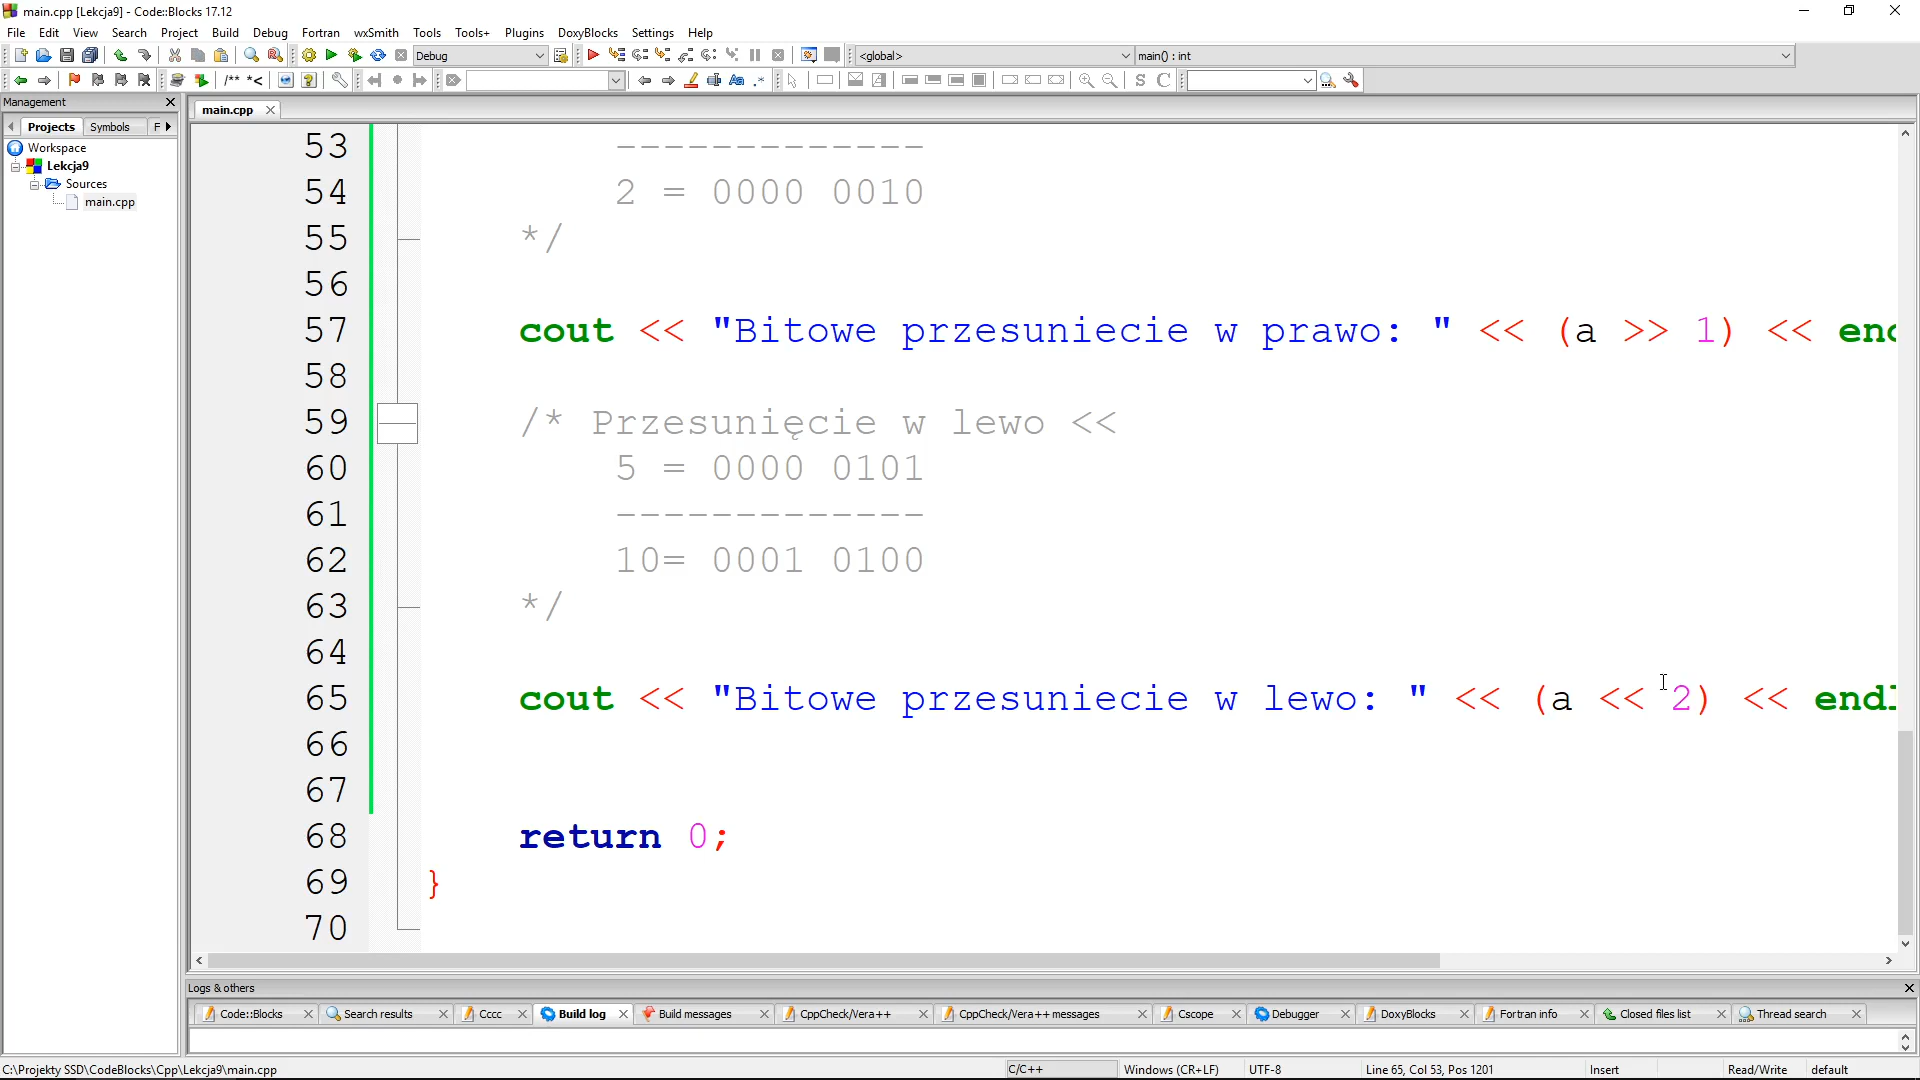 main.cpp [Lekcja9] - Code::Blocks 17.12
File Edit View Search Project Build Debug Fortran wxSmith Tools Tools+ Plugins DoxyBlocks Settings Help
Debug <global> main() : int
/** *< Aa .* S C
Management
Projects Symbols F
main.cpp
Workspace
Lekcja9
Sources
main.cpp
53 -------------
54 2 = 0000 0010
55 */
56
57 cout << "Bitowe przesuniecie w prawo: " << (a >> 1) << end
58
59 /* Przesunięcie w lewo <<
60 5 = 0000 0101
61 -------------
62 10= 0001 0100
63 */
64
65 cout << "Bitowe przesuniecie w lewo: " << (a << 2) << endl
66
67
68 return 0;
69 }
70
Logs & others
Code::Blocks Search results Cccc Build log Build messages CppCheck/Vera++ CppCheck/Vera++ messages Cscope Debugger DoxyBlocks Fortran info Closed files list Thread search
C:\Projekty SSD\CodeBlocks\Cpp\Lekcja9\main.cpp C/C++ Windows (CR+LF) UTF-8 Line 65, Col 53, Pos 1201 Insert Read/Write default